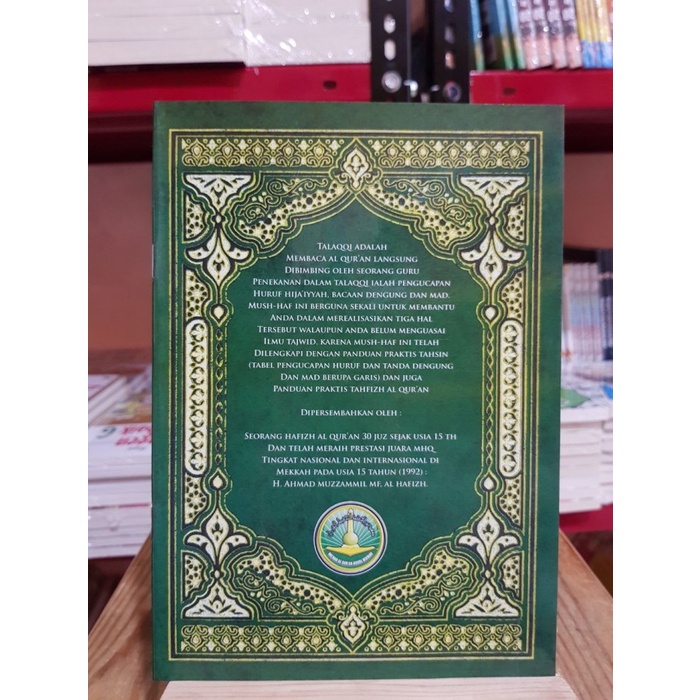 TALAQQI ADALAH
MEMBACA AL QUR'AN LANGSUNG
DIBIMBING OLEH SEORANG GURU
PENEKANAN DALAM TALAQQI IALAH PENGUCAPAN
HURUF HIJA'IYYAH, BACAAN DENGUNG DAN MAD.
MUSH-HAF INI BERGUNA SEKALI UNTUK MEMBANTU
ANDA DALAM MEREALISASIKAN TIGA HAL
TERSEBUT WALAUPUN ANDA BELUM MENGUASAI
ILMU TAJWID, KARENA MUSH-HAF INI TELAH
DILENGKAPI DENGAN PANDUAN PRAKTIS TAHSIN
(TABEL PENGUCAPAN HURUF DAN TANDA DENGUNG
DAN MAD BERUPA GARIS) DAN JUGA
PANDUAN PRAKTIS TAHFIZH AL QUR'AN
DIPERSEMBAHKAN OLEH :
SEORANG HAFIZH AL QUR'AN 30 JUZ SEJAK USIA 15 TH
DAN TELAH MERAIH PRESTASI JUARA MHQ
TINGKAT NASIONAL DAN INTERNASIONAL DI
MEKKAH PADA USIA 15 TAHUN (1992) :
H. AHMAD MUZZAMMIL MF, AL HAFIZH.